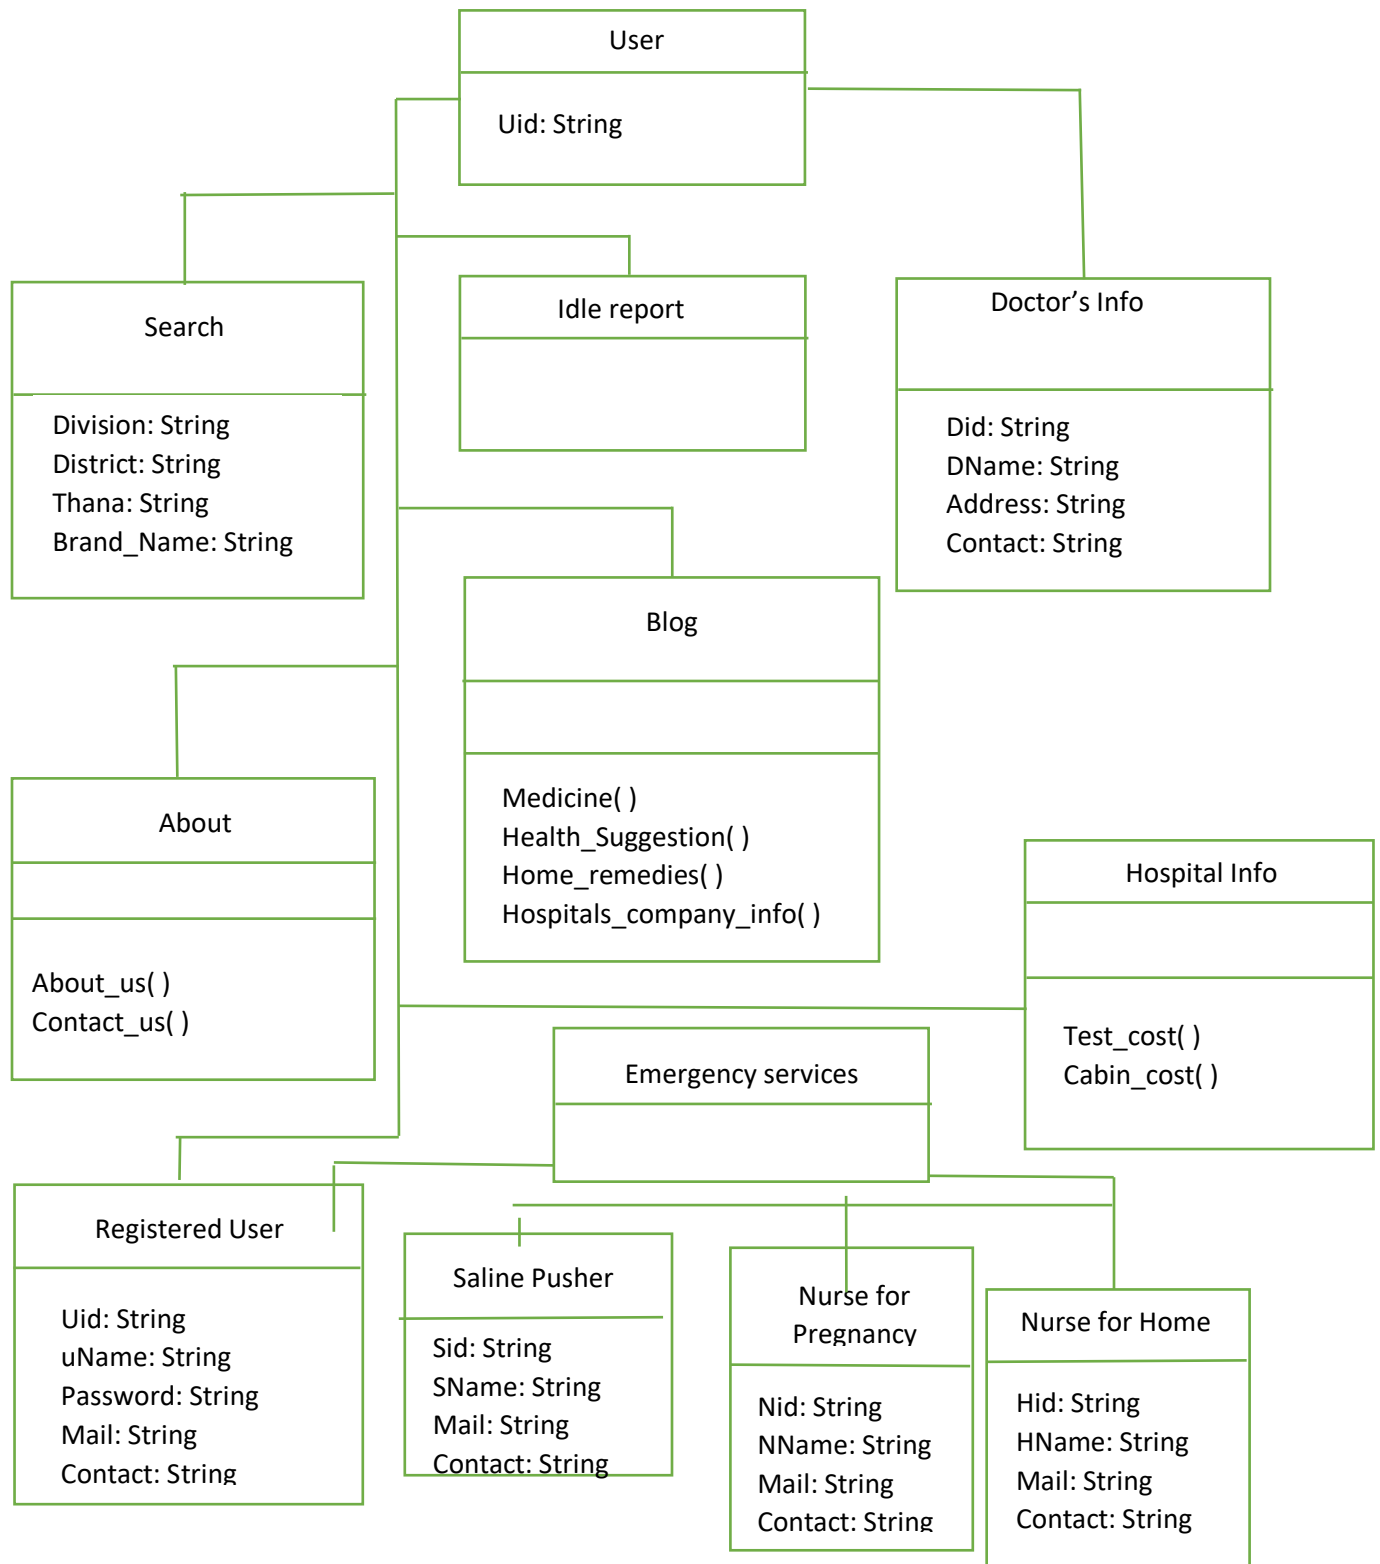 User
Uid: String
Search
Division: String
District: String
Thana: String
Brand_Name: String
Idle report
Doctor’s Info
Did: String
DName: String
Address: String
Contact: String
Blog
Medicine( )
Health_Suggestion( )
Home_remedies( )
Hospitals_company_info( )
About
About_us( )
Contact_us( )
Hospital Info
Test_cost( )
Cabin_cost( )
Emergency services
Registered User
Uid: String
uName: String
Password: String
Mail: String
Contact: String
Saline Pusher
Sid: String
SName: String
Mail: String
Contact: String
Nurse for
Pregnancy
Nid: String
NName: String
Mail: String
Contact: String
Nurse for Home
Hid: String
HName: String
Mail: String
Contact: String